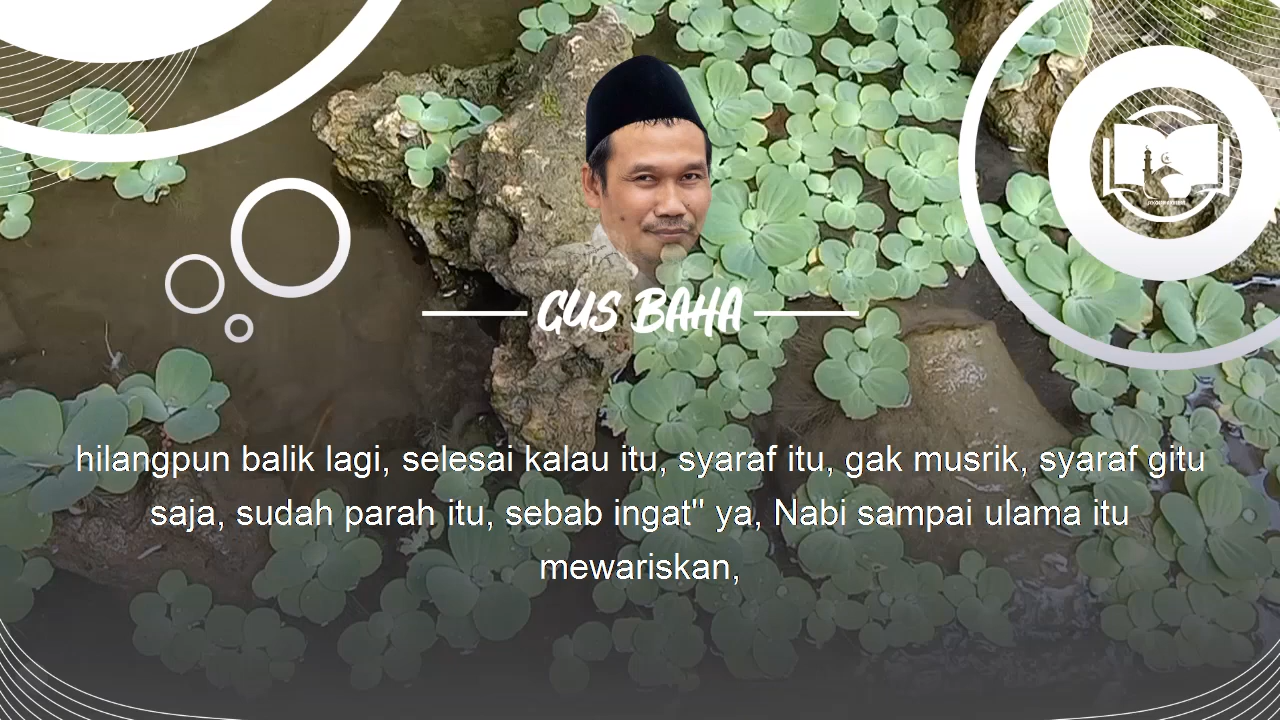 GUS BAHA
hilangpun balik lagi, selesai kalau itu, syaraf itu, gak musrik, syaraf gitu
saja, sudah parah itu, sebab ingat" ya, Nabi sampai ulama itu
mewariskan,